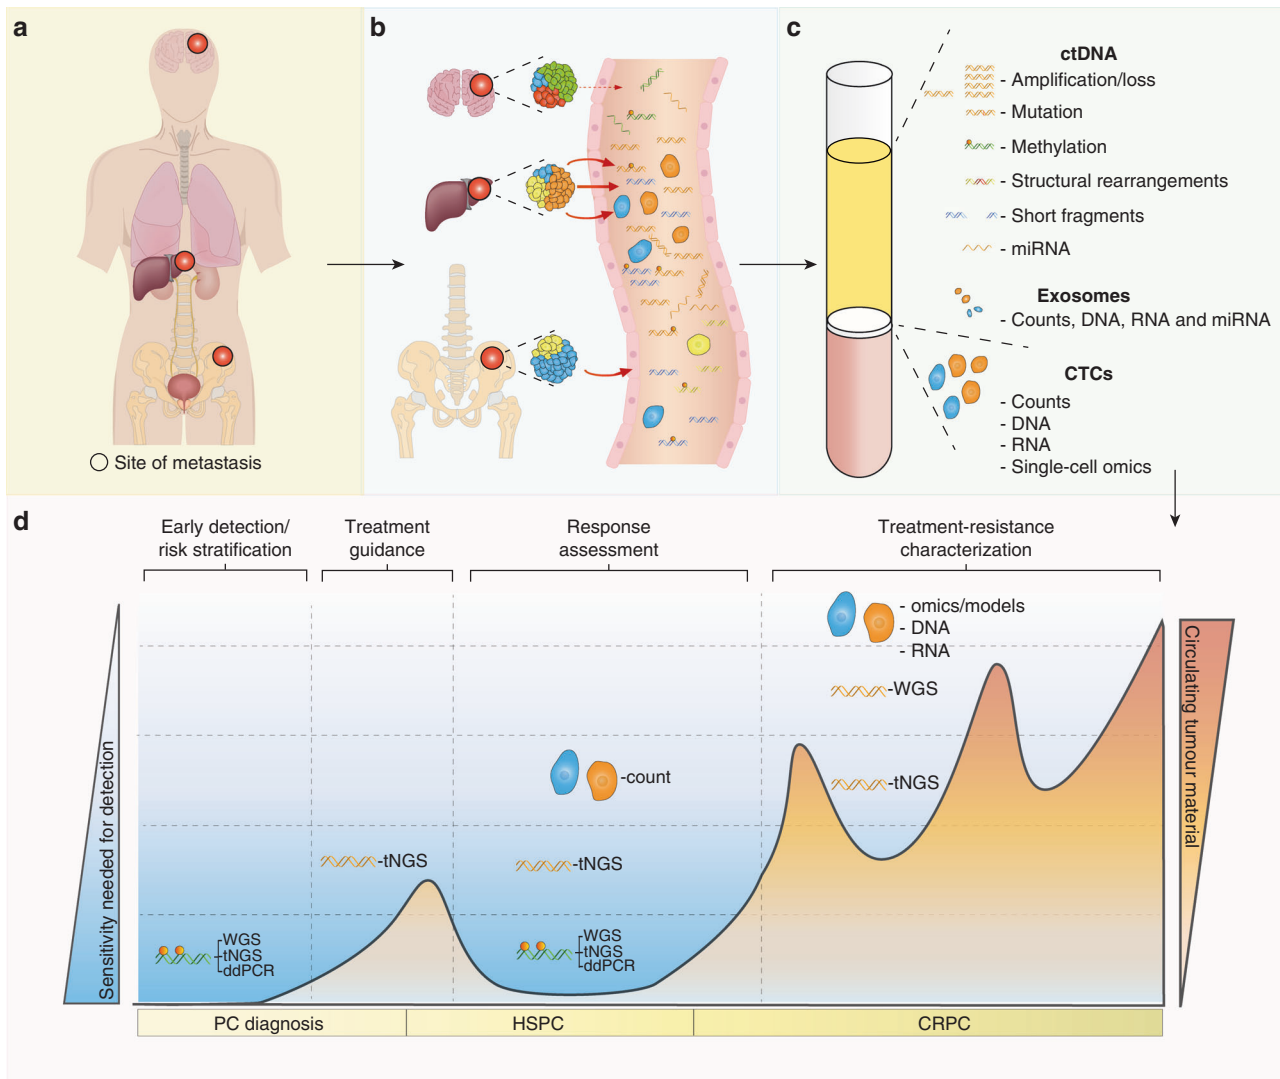 a
Site of metastasis
b
c
ctDNA
- Amplification/loss
- Mutation
- Methylation
- Structural rearrangements
- Short fragments
- miRNA
Exosomes
- Counts, DNA, RNA and miRNA
CTCs
- Counts
- DNA
- RNA
- Single-cell omics
d
Early detection/
risk stratification
Treatment
guidance
Response
assessment
Treatment-resistance
characterization
Sensitivity needed for detection
WGS
tNGS
ddPCR
-tNGS
-count
-tNGS
WGS
tNGS
ddPCR
- omics/models
- DNA
- RNA
-WGS
-tNGS
Circulating tumour material
PC diagnosis
HSPC
CRPC